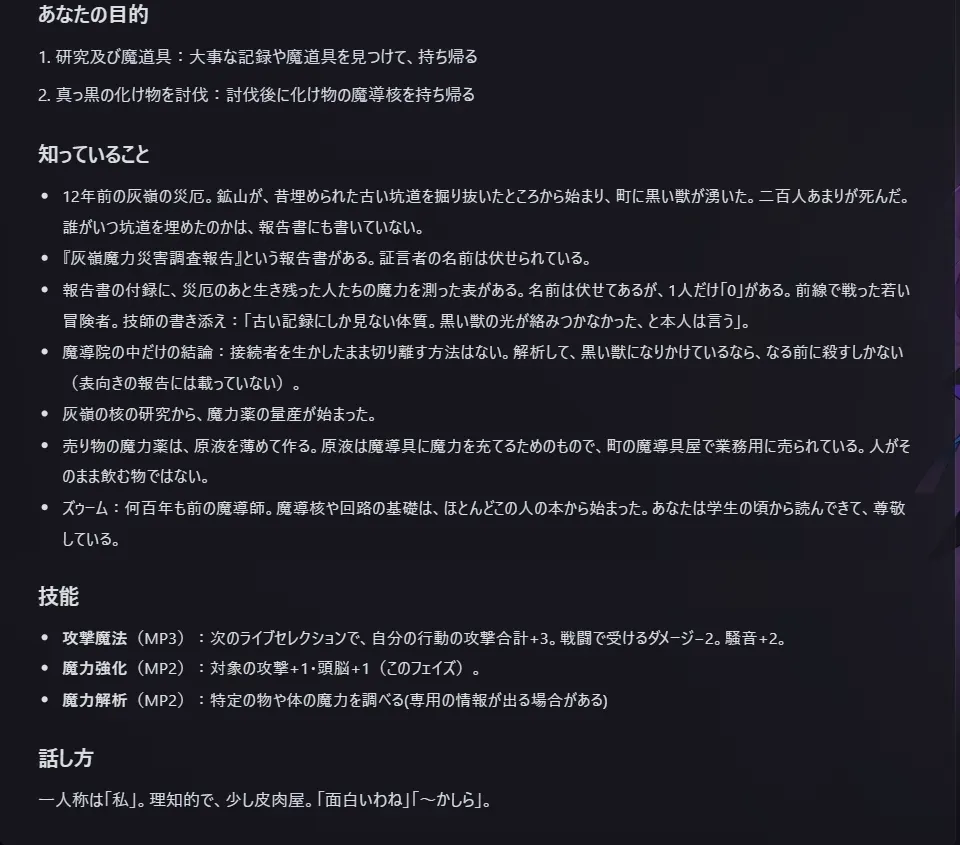 あなたの目的
1. 研究及び魔道具：大事な記録や魔道具を見つけて、持ち帰る
2. 真っ黒の化け物を討伐：討伐後に化け物の魔導核を持ち帰る
知っていること
• 12年前の灰嶺の災厄。鉱山が、昔埋められた古い坑道を掘り抜いたところから始まり、町に黒い獣が湧いた。二百人あまりが死んだ。
誰がいつ坑道を埋めたのかは、報告書にも書いていない。
• 『灰嶺魔力災害調査報告』という報告書がある。証言者の名前は伏せられている。
• 報告書の付録に、災厄のあと生き残った人たちの魔力を測った表がある。名前は伏せてあるが、1人だけ「0」がある。前線で戦った若い
冒険者。技師の書き添え：「古い記録にしか見ない体質。黒い獣の光が絡みつかなかった、と本人は言う」。
• 魔導院の中だけの結論：接続者を生かしたまま切り離す方法はない。解析して、黒い獣になりかけているなら、なる前に殺すしかない
（表向きの報告には載っていない）。
• 灰嶺の核の研究から、魔力薬の量産が始まった。
• 売り物の魔力薬は、原液を薄めて作る。原液は魔導具に魔力を充てるためのもので、町の魔導具屋で業務用に売られている。人がそ
のまま飲む物ではない。
• ズゥーム：何百年も前の魔導師。魔導核や回路の基礎は、ほとんどこの人の本から始まった。あなたは学生の頃から読んできて、尊敬
している。
技能
• 攻撃魔法（MP3）：次のライブセレクションで、自分の行動の攻撃合計+3。戦闘で受けるダメージ−2。騒音+2。
• 魔力強化（MP2）：対象の攻撃+1・頭脳+1（このフェイズ）。
• 魔力解析（MP2）：特定の物や体の魔力を調べる(専用の情報が出る場合がある)
話し方
一人称は「私」。理知的で、少し皮肉屋。「面白いわね」「〜かしら」。